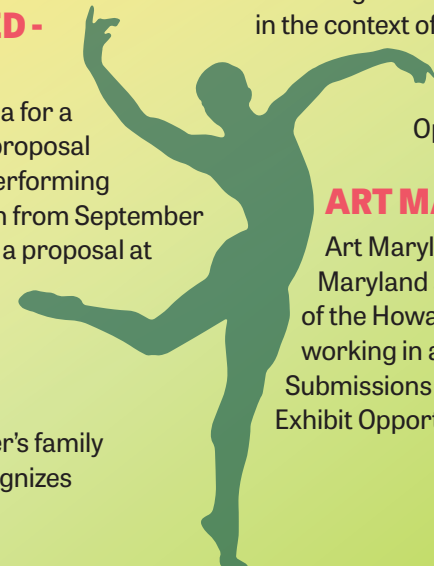 ED -
a for a
proposal
erforming
n from September
a proposal at
er's family
gnizes
in the context of
Op
ART MA
Art Maryl
Maryland
of the Howa
working in a
Submissions
Exhibit Opport